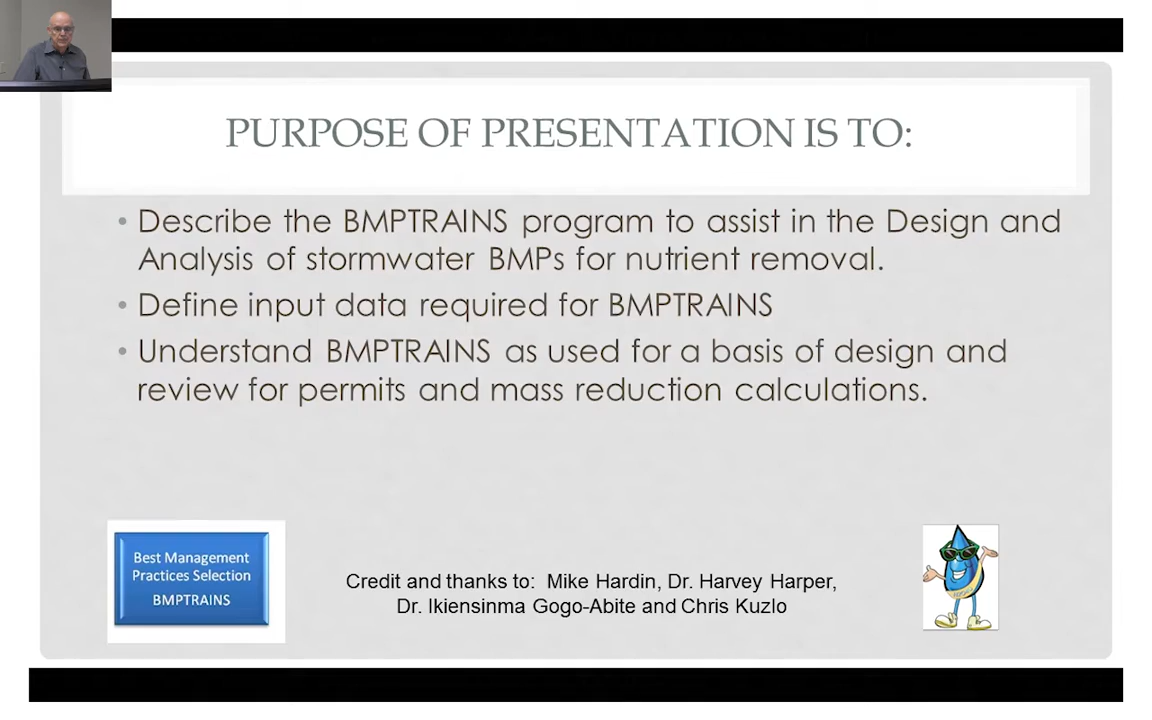 PURPOSE OF PRESENTATION IS TO:
• Describe the BMPTRAINS program to assist in the Design and
Analysis of stormwater BMPs for nutrient removal.
• Define input data required for BMPTRAINS
• Understand BMPTRAINS as used for a basis of design and
review for permits and mass reduction calculations.
Best Management
Practices Selection
BMPTRAINS
Credit and thanks to: Mike Hardin, Dr. Harvey Harper,
Dr. Ikiensinma Gogo-Abite and Chris Kuzlo